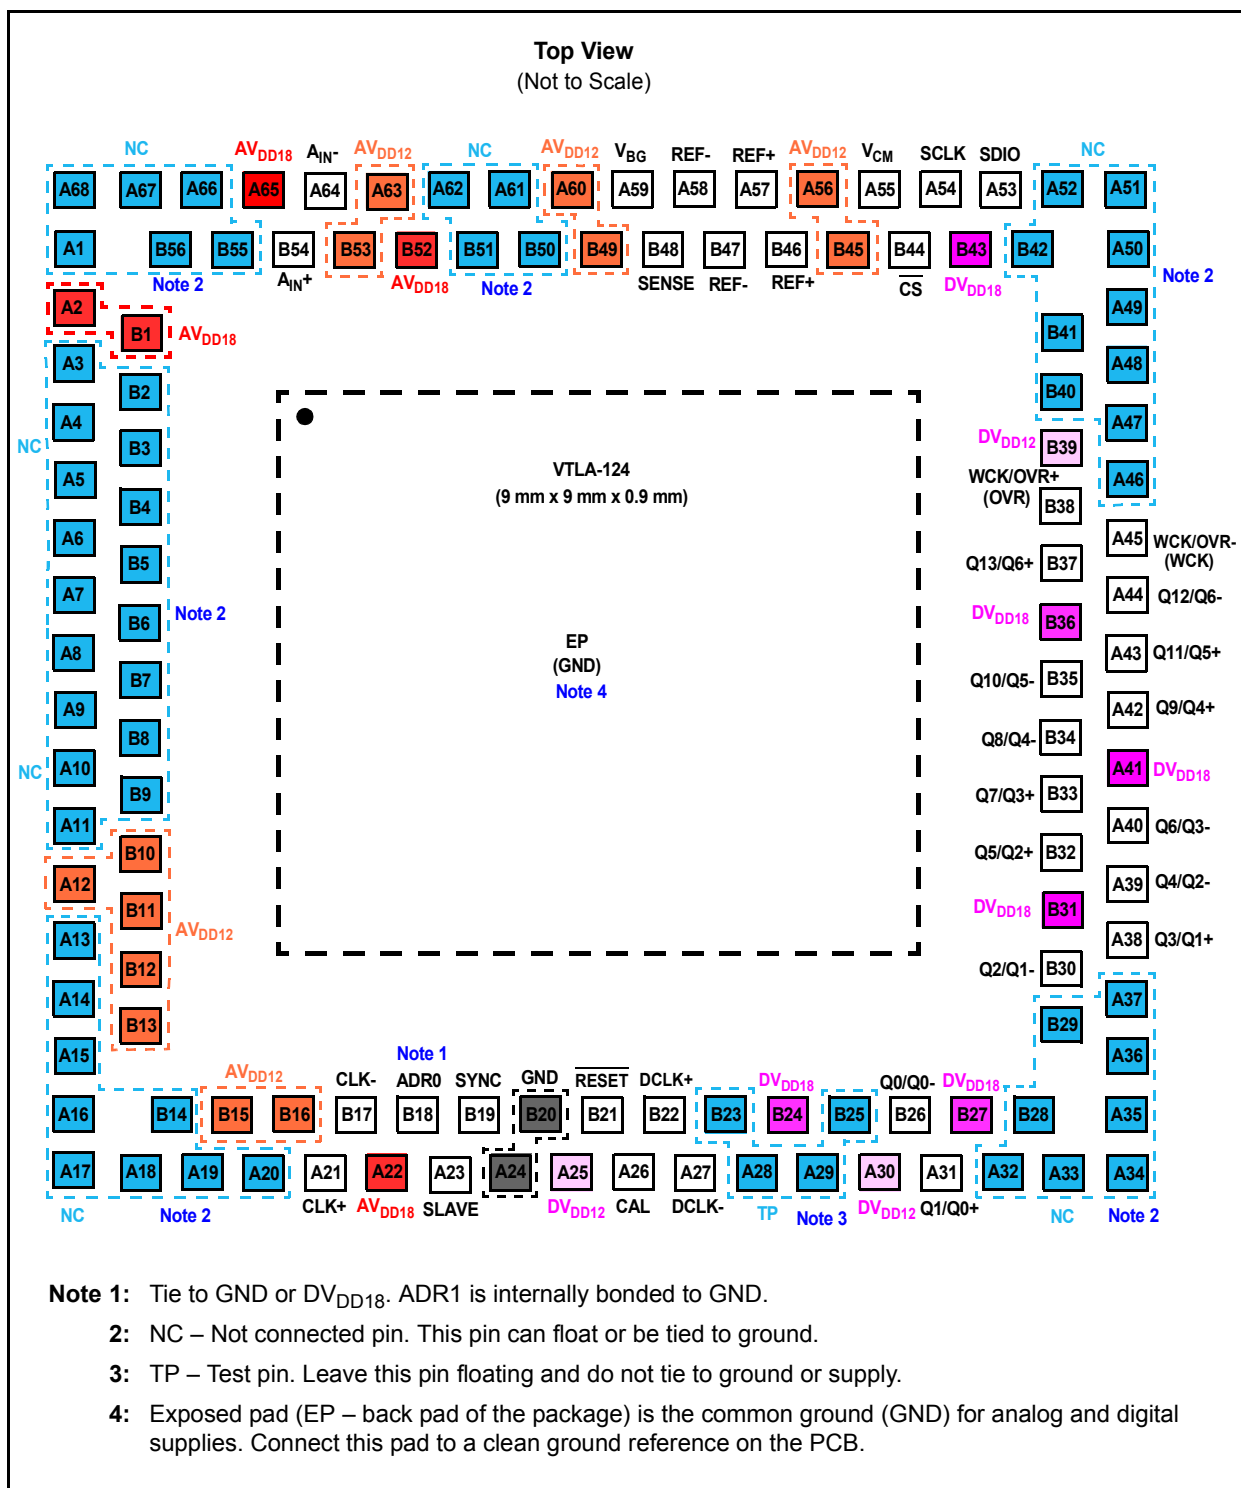 Top View
(Not to Scale)
NC AVDD18 AIN- AVDD12 NC AVDD12 VBG REF- REF+ AVDD12 VCM SCLK SDIO NC
A68 A67 A66 A65 A64 A63 A62 A61 A60 A59 A58 A57 A56 A55 A54 A53 A52 A51
A1 B56 B55 B54 B53 B52 B51 B50 B49 B48 B47 B46 B45 B44 B43 B42 A50
Note 2 AIN+ AVDD18 Note 2 SENSE REF- REF+ CS DVDD18 Note 2
A2 B1 AVDD18 B41 A49
A3 B2 B40 A48
NC A4 B3 DVDD12 B39 A47
A5 B4 VTLA-124 WCK/OVR+ A46
(9 mm x 9 mm x 0.9 mm) (OVR) B38
A6 B5 Q13/Q6+ B37 A45 WCK/OVR-
(WCK)
A7 B6 Note 2 DVDD18 B36 A44 Q12/Q6-
A8 B7 EP Q10/Q5- B35 A43 Q11/Q5+
(GND)
Note 4
A9 B8 Q8/Q4- B34 A42 Q9/Q4+
NC A10 B9 Q7/Q3+ B33 A41 DVDD18
A11 B10 Q5/Q2+ B32 A40 Q6/Q3-
A12 B11 AVDD12 DVDD18 B31 A39 Q4/Q2-
A13 B12 Q2/Q1- B30 A38 Q3/Q1+
A14 B13 B29 A37
A15 A36
AVDD12 CLK- Note 1 ADR0 SYNC GND RESET DCLK+ DVDD18 Q0/Q0- DVDD18
A16 B14 B15 B16 B17 B18 B19 B20 B21 B22 B23 B24 B25 B26 B27 B28 A35
A17 A18 A19 A20 A21 A22 A23 A24 A25 A26 A27 A28 A29 A30 A31 A32 A33 A34
NC Note 2 CLK+ AVDD18 SLAVE DVDD12 CAL DCLK- TP Note 3 DVDD12 Q1/Q0+ NC Note 2
Note 1: Tie to GND or DVDD18. ADR1 is internally bonded to GND.
2: NC – Not connected pin. This pin can float or be tied to ground.
3: TP – Test pin. Leave this pin floating and do not tie to ground or supply.
4: Exposed pad (EP – back pad of the package) is the common ground (GND) for analog and digital
supplies. Connect this pad to a clean ground reference on the PCB.